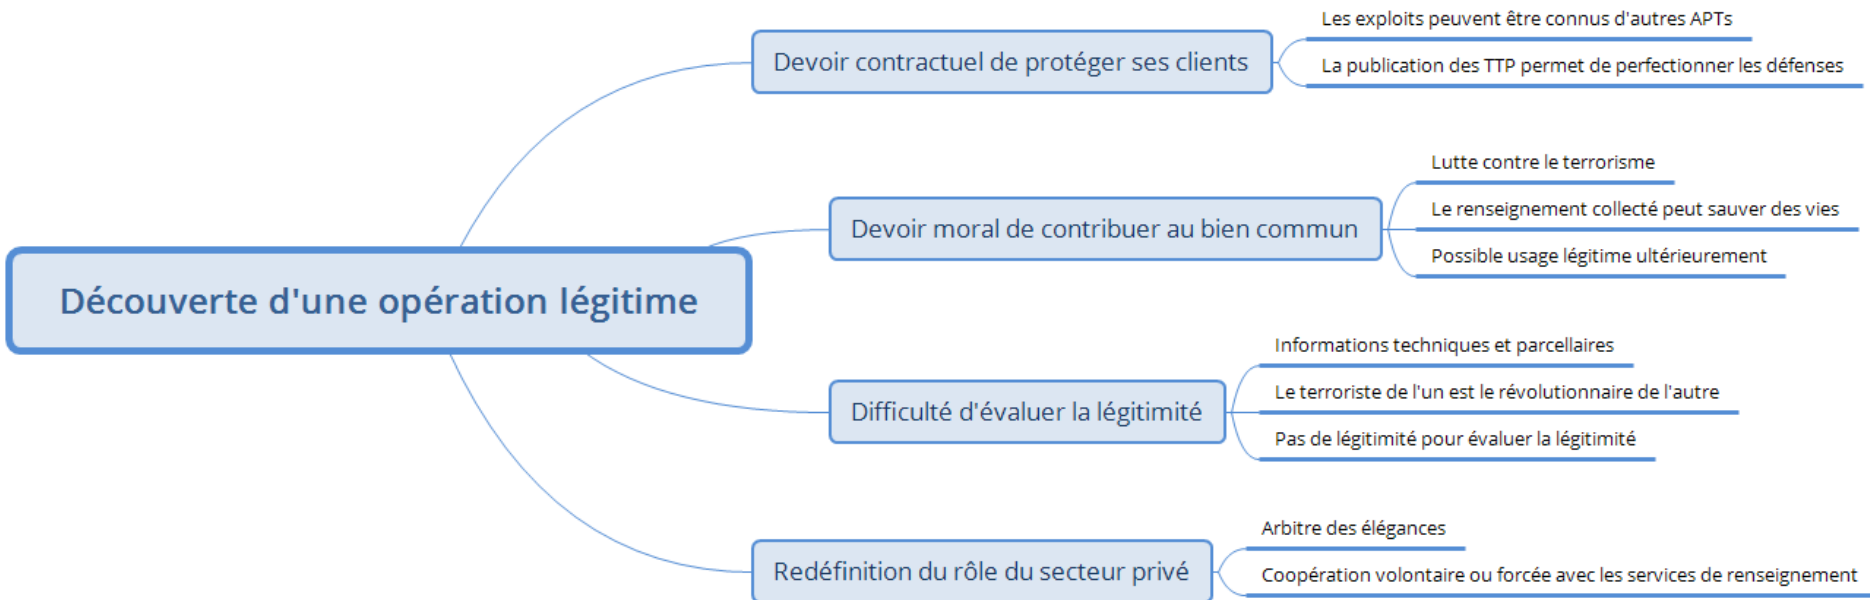 Découverte d'une opération légitime
Devoir contractuel de protéger ses clients
Les exploits peuvent être connus d'autres APTs
La publication des TTP permet de perfectionner les défenses
Devoir moral de contribuer au bien commun
Lutte contre le terrorisme
Le renseignement collecté peut sauver des vies
Possible usage légitime ultérieurement
Difficulté d'évaluer la légitimité
Informations techniques et parcellaires
Le terroriste de l'un est le révolutionnaire de l'autre
Pas de légitimité pour évaluer la légitimité
Redéfinition du rôle du secteur privé
Arbitre des élégances
Coopération volontaire ou forcée avec les services de renseignement